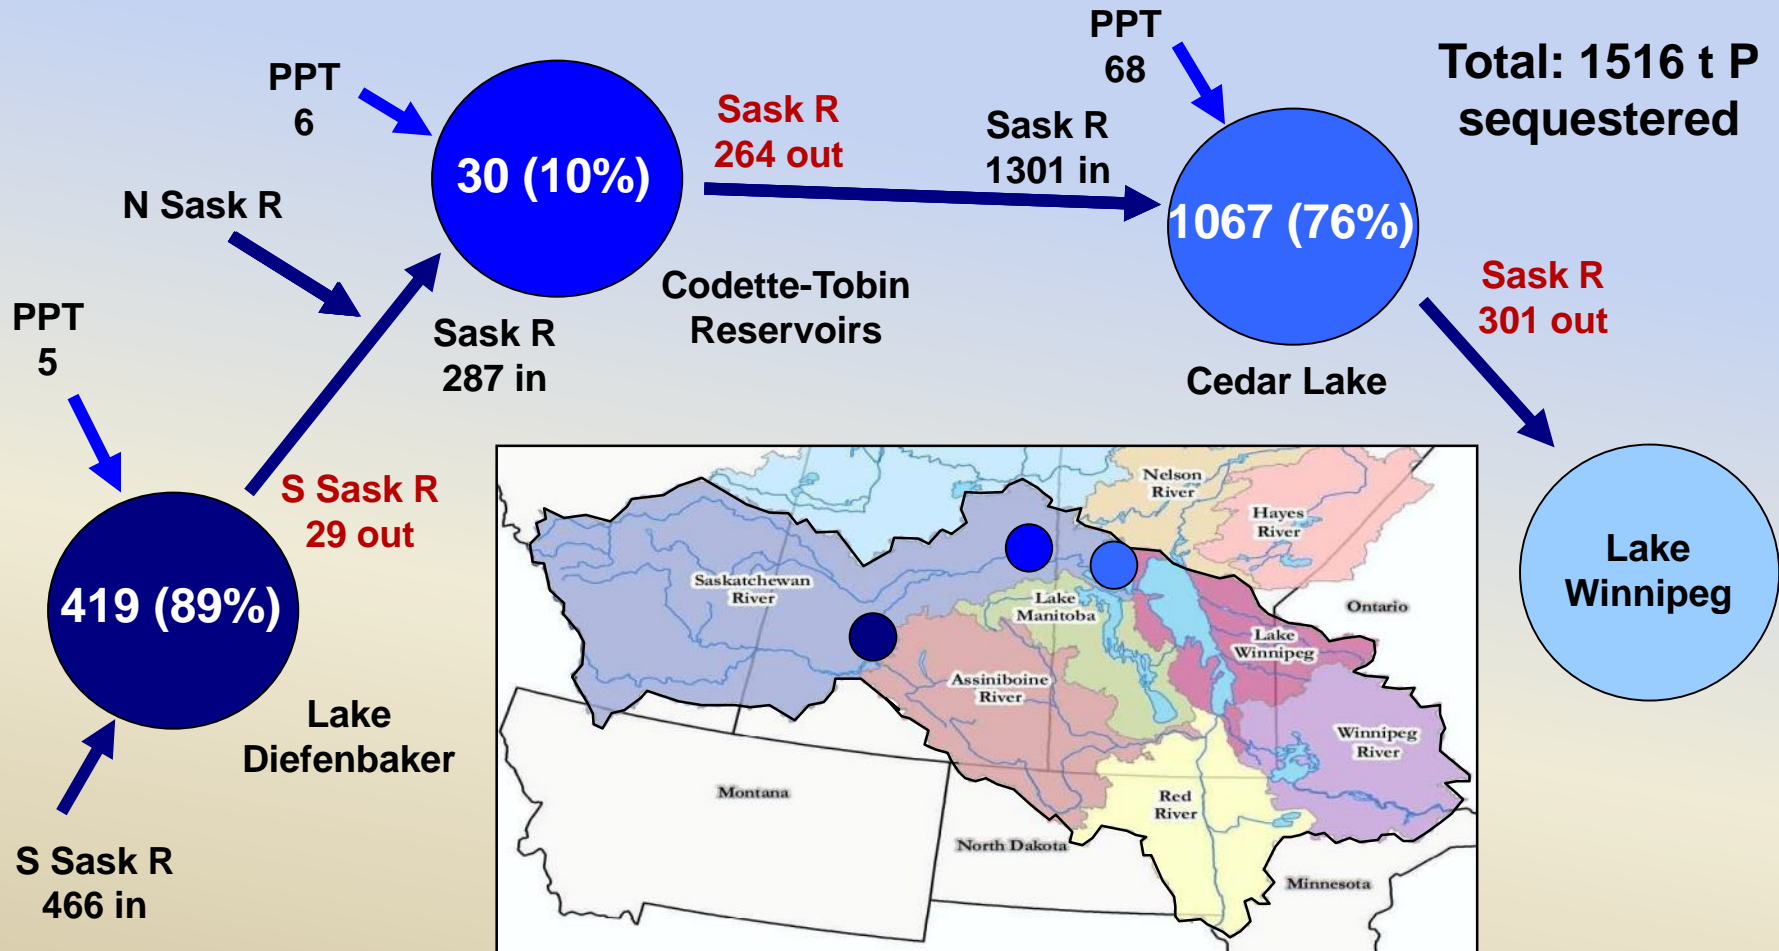 PPT
68
Total: 1516 t P
sequestered
PPT
6
Sask R
264 out
Sask R
1301 in
30 (10%)
N Sask R
1067 (76%)
Sask R
301 out
Codette-Tobin
Reservoirs
PPT
5
Sask R
287 in
Cedar Lake
S Sask R
29 out
419 (89%)
Lake
Winnipeg
Lake
Diefenbaker
S Sask R
466 in
Nelson
River
Hayes
River
Saskatchewan
River
Lake
Manitoba
Ontario
Lake
Winnipeg
Assiniboine
River
Winnipeg
River
Montana
Red
River
North Dakota
Minnesota